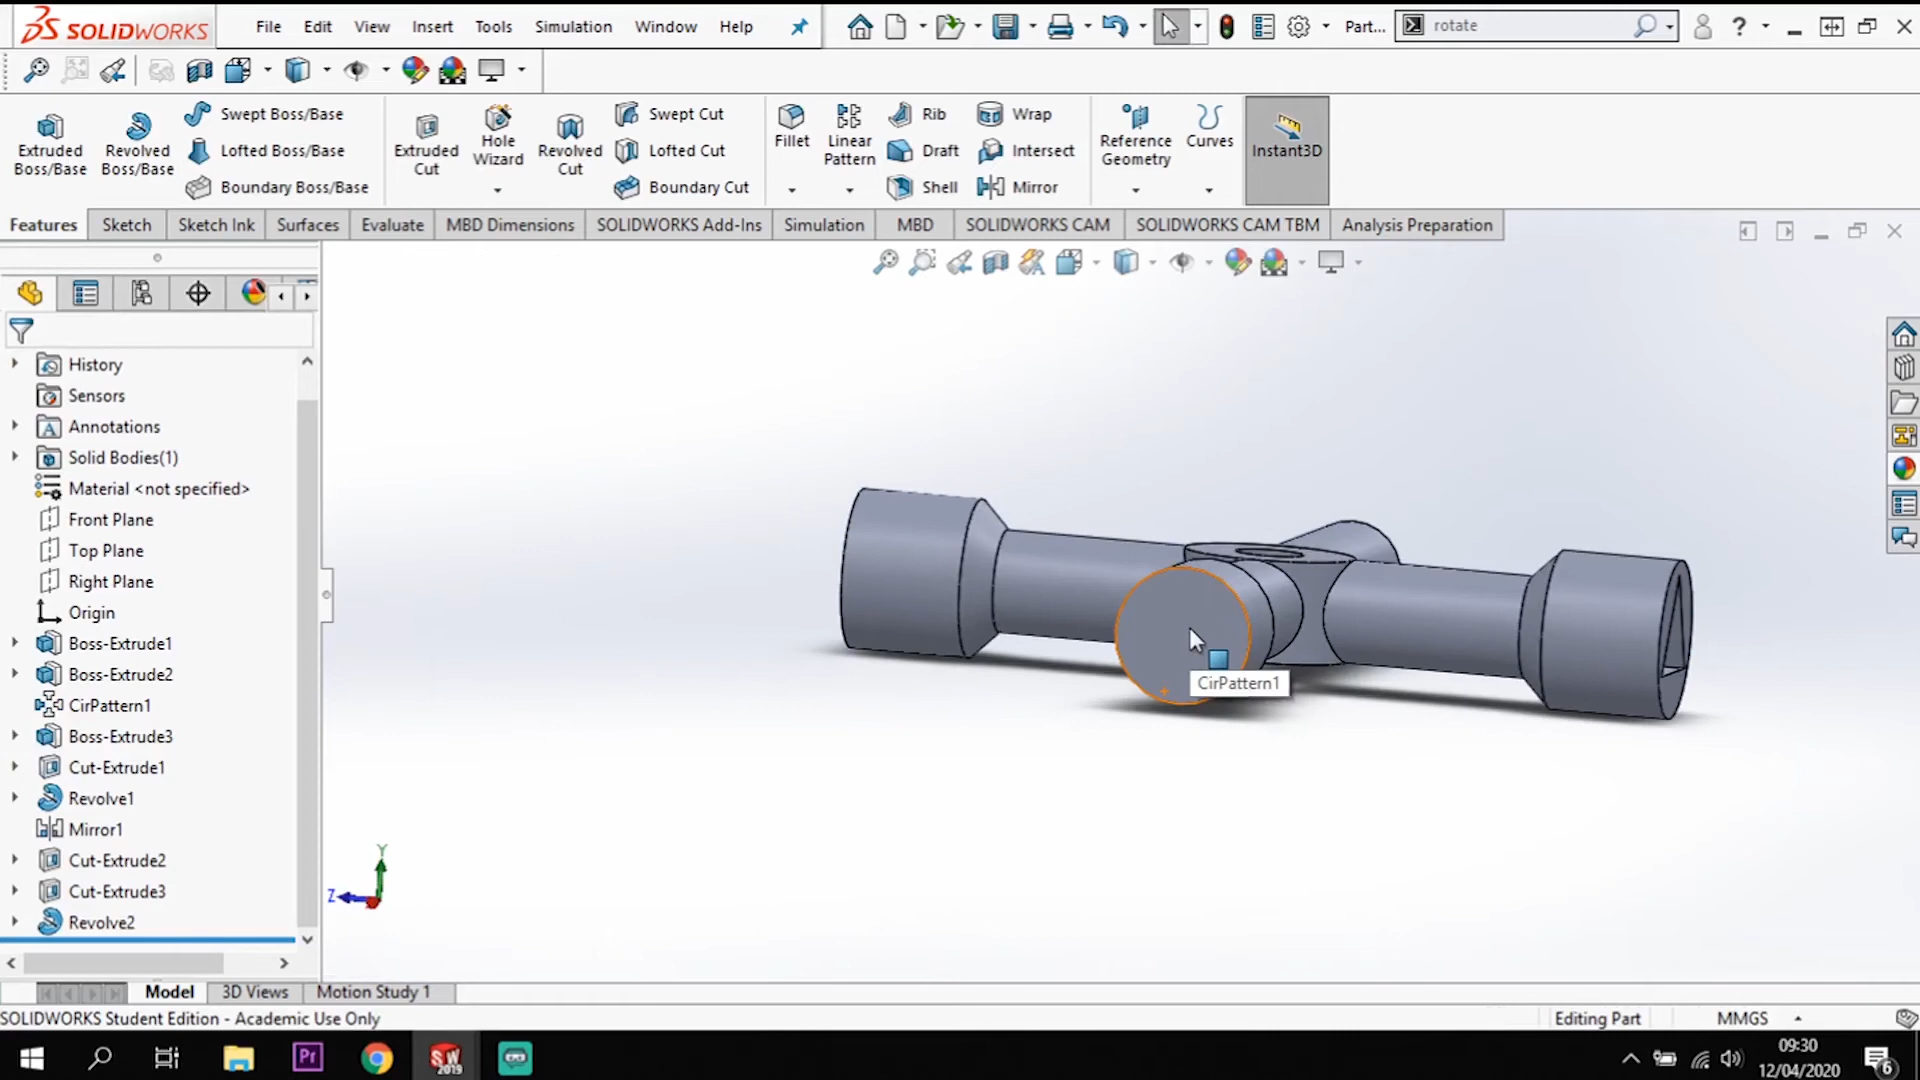 SOLIDWORKS File Edit View Insert Tools Simulation Window Help Part... rotate
Extruded Boss/Base
Revolved Boss/Base
Swept Boss/Base
Lofted Boss/Base
Boundary Boss/Base
Extruded Cut
Hole Wizard
Revolved Cut
Swept Cut
Lofted Cut
Boundary Cut
Fillet
Linear Pattern
Rib
Draft
Shell
Wrap
Intersect
Mirror
Reference Geometry
Curves
Instant3D
Features Sketch Sketch Ink Surfaces Evaluate MBD Dimensions SOLIDWORKS Add-Ins Simulation MBD SOLIDWORKS CAM SOLIDWORKS CAM TBM Analysis Preparation
History
Sensors
Annotations
Solid Bodies(1)
Material <not specified>
Front Plane
Top Plane
Right Plane
Origin
Boss-Extrude1
Boss-Extrude2
CirPattern1
Boss-Extrude3
Cut-Extrude1
Revolve1
Mirror1
Cut-Extrude2
Cut-Extrude3
Revolve2
CirPattern1
Y
Z
Model 3D Views Motion Study 1
SOLIDWORKS Student Edition - Academic Use Only Editing Part MMGS
Pr SW 2019 09:30
12/04/2020 6